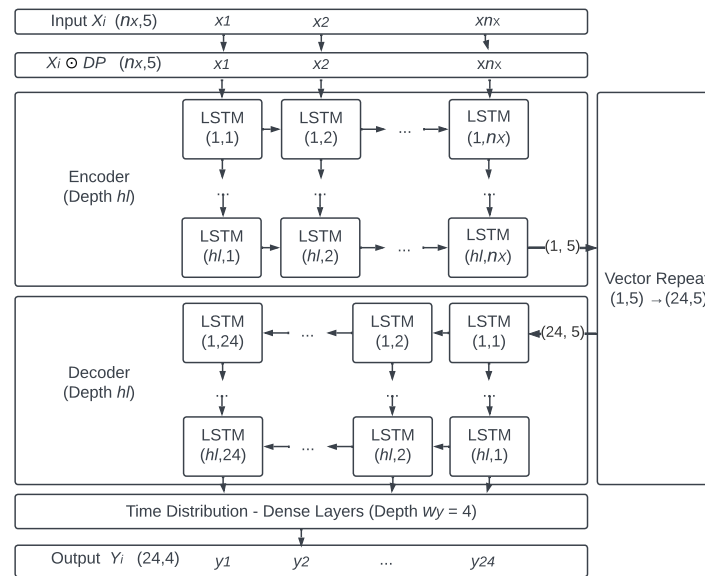 Input Xi (nx,5) x1 x2 xnx
Xi ⊙ DP (nx,5) x1 x2 xnx
LSTM LSTM LSTM
(1,1) (1,2) ... (1,nx)
Encoder
(Depth hl)
... ... ...
LSTM LSTM LSTM
(hl,1) (hl,2) ... (hl,nx)
(1, 5)
Vector Repeat
(1,5) →(24,5)
LSTM LSTM LSTM
(1,24) ... (1,2) (1,1)
(24, 5)
Decoder
(Depth hl)
... ... ...
LSTM LSTM LSTM
(hl,24) ... (hl,2) (hl,1)
Time Distribution - Dense Layers (Depth wy = 4)
Output Yi (24,4) y1 y2 ... y24